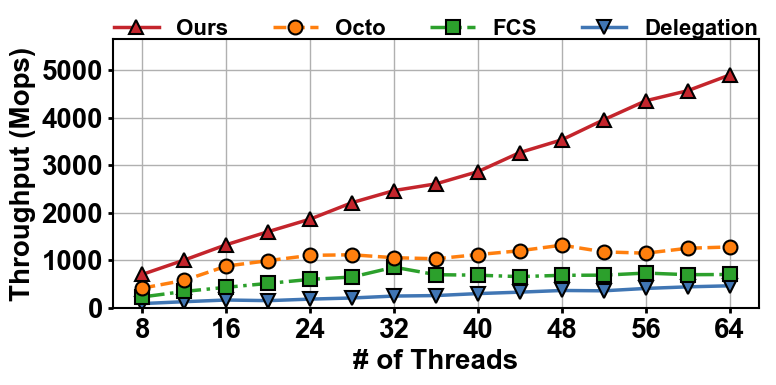 Ours Octo FCS Delegation
Throughput (Mops)
5000
4000
3000
2000
1000
0
8 16 24 32 40 48 56 64
# of Threads